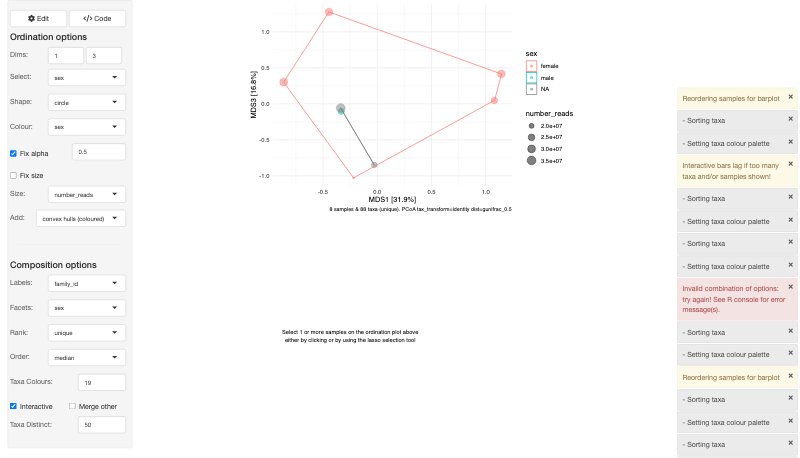 Edit
</> Code
Ordination options
Dims: 1 3
Select: sex
Shape: circle
Colour: sex
Fix alpha 0.5
Fix size
Size: number_reads
Add: convex hulls (coloured)
Composition options
Labels: family_id
Facets: sex
Rank: unique
Order: median
Taxa Colours: 19
Interactive Merge other
Taxa Distinct: 50
MDS3 [16.8%]
1.0
0.5
0.0
-0.5
-1.0
-0.5 0.0 0.5 1.0
MDS1 [31.9%]
8 samples & 88 taxa (unique). PCoA tax_transform=identity dist=gunifrac_0.5
sex
female
male
NA
number_reads
2.0e+07
2.5e+07
3.0e+07
3.5e+07
Select 1 or more samples on the ordination plot above
either by clicking or by using the lasso selection tool
Reordering samples for barplot ×
- Sorting taxa ×
- Setting taxa colour palette ×
Interactive bars lag if too many ×
taxa and/or samples shown!
- Sorting taxa ×
- Setting taxa colour palette ×
- Sorting taxa ×
- Setting taxa colour palette ×
Invalid combination of options: ×
try again! See R console for error
message(s).
- Sorting taxa ×
- Setting taxa colour palette ×
Reordering samples for barplot ×
- Sorting taxa ×
- Setting taxa colour palette ×
- Sorting taxa ×